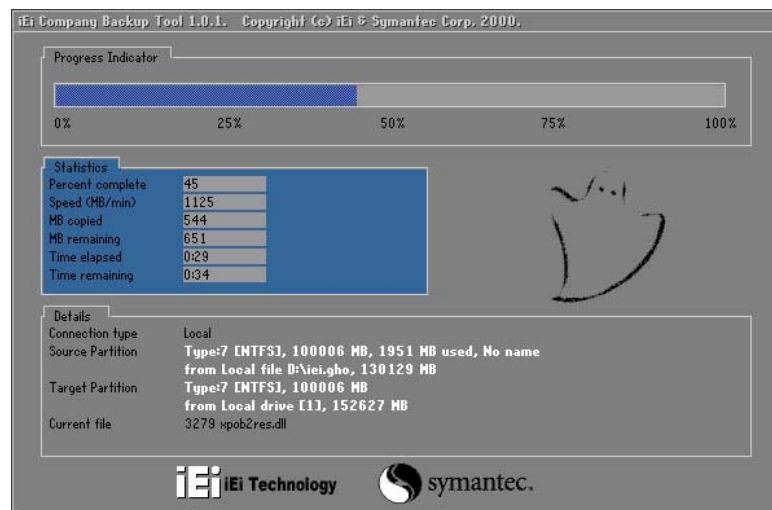 iEi Company Backup Tool 1.0.1. Copyright (c) iEi & Symantec Corp. 2000.
Progress Indicator
0% 25% 50% 75% 100%
Statistics
Percent complete 45
Speed (MB/min) 1125
MB copied 544
MB remaining 651
Time elapsed 0:29
Time remaining 0:34
Details
Connection type Local
Source Partition Type:7 [NTFS], 100006 MB, 1951 MB used, No name
from Local file D:\iei.gho, 130129 MB
Target Partition Type:7 [NTFS], 100006 MB
from Local drive [1], 152627 MB
Current file 3279 xpob2res.dll
iEi iEi Technology symantec.